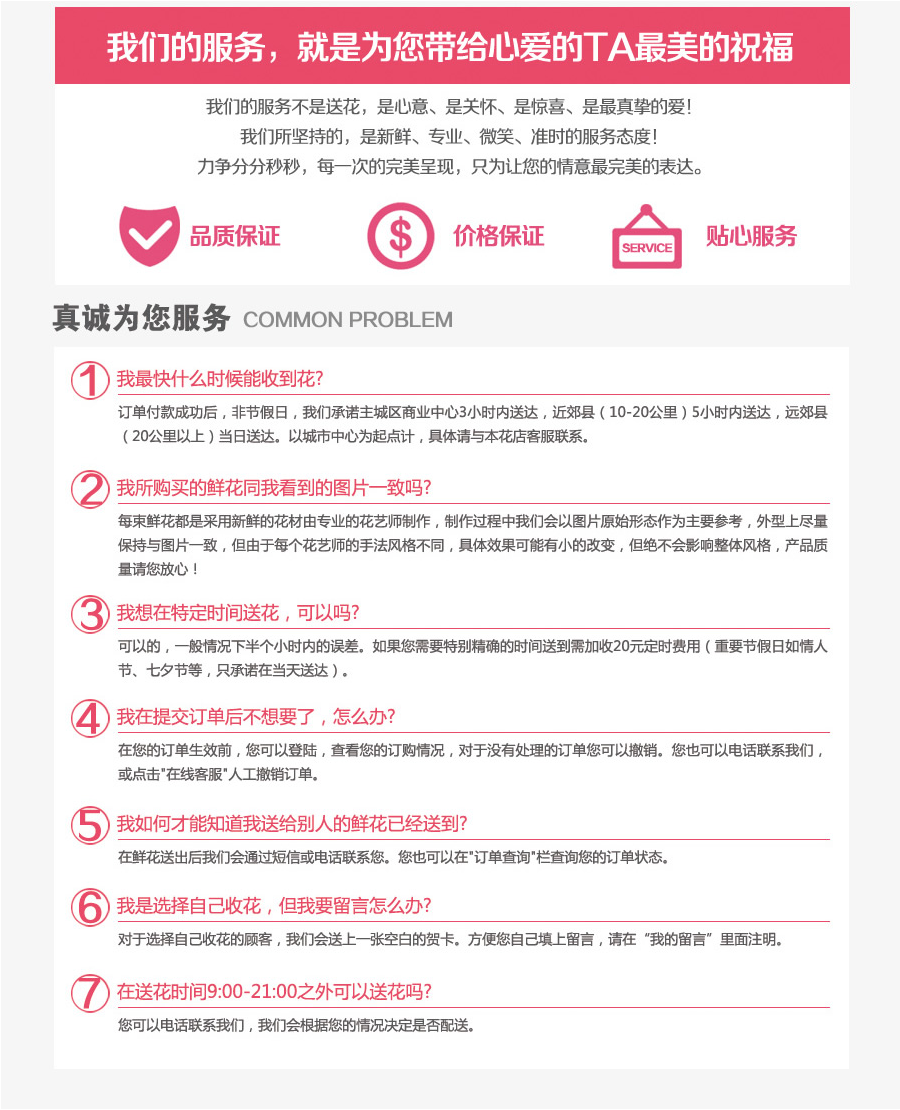 我们的服务，就是为您带给心爱的TA最美的祝福
我们的服务不是送花，是心意、是关怀、是惊喜、是最真挚的爱！
我们所坚持的，是新鲜、专业、微笑、准时的服务态度！
力争分分秒秒，每一次的完美呈现，只为让您的情意最完美的表达。
品质保证
$
价格保证
SERVICE
贴心服务
真诚为您服务 COMMON PROBLEM
1 我最快什么时候能收到花?
订单付款成功后，非节假日，我们承诺主城区商业中心3小时内送达，近郊县（10-20公里）5小时内送达，远郊县
（20公里以上）当日送达。以城市中心为起点计，具体请与本花店客服联系。
2 我所购买的鲜花同我看到的图片一致吗?
每束鲜花都是采用新鲜的花材由专业的花艺师制作，制作过程中我们会以图片原始形态作为主要参考，外型上尽量
保持与图片一致，但由于每个花艺师的手法风格不同，具体效果可能有小的改变，但绝不会影响整体风格，产品质
量请您放心！
3 我想在特定时间送花，可以吗?
可以的，一般情况下半个小时内的误差。如果您需要特别精确的时间送到需加收20元定时费用（重要节假日如情人
节、七夕节等，只承诺在当天送达）。
4 我在提交订单后不想要了，怎么办?
在您的订单生效前，您可以登陆，查看您的订购情况，对于没有处理的订单您可以撤销。您也可以电话联系我们，
或点击"在线客服"人工撤销订单。
5 我如何才能知道我送给别人的鲜花已经送到?
在鲜花送出后我们会通过短信或电话联系您。您也可以在"订单查询"栏查询您的订单状态。
6 我是选择自己收花，但我要留言怎么办?
对于选择自己收花的顾客，我们会送上一张空白的贺卡。方便您自己填上留言，请在“我的留言”里面注明。
7 在送花时间9:00-21:00之外可以送花吗?
您可以电话联系我们，我们会根据您的情况决定是否配送。